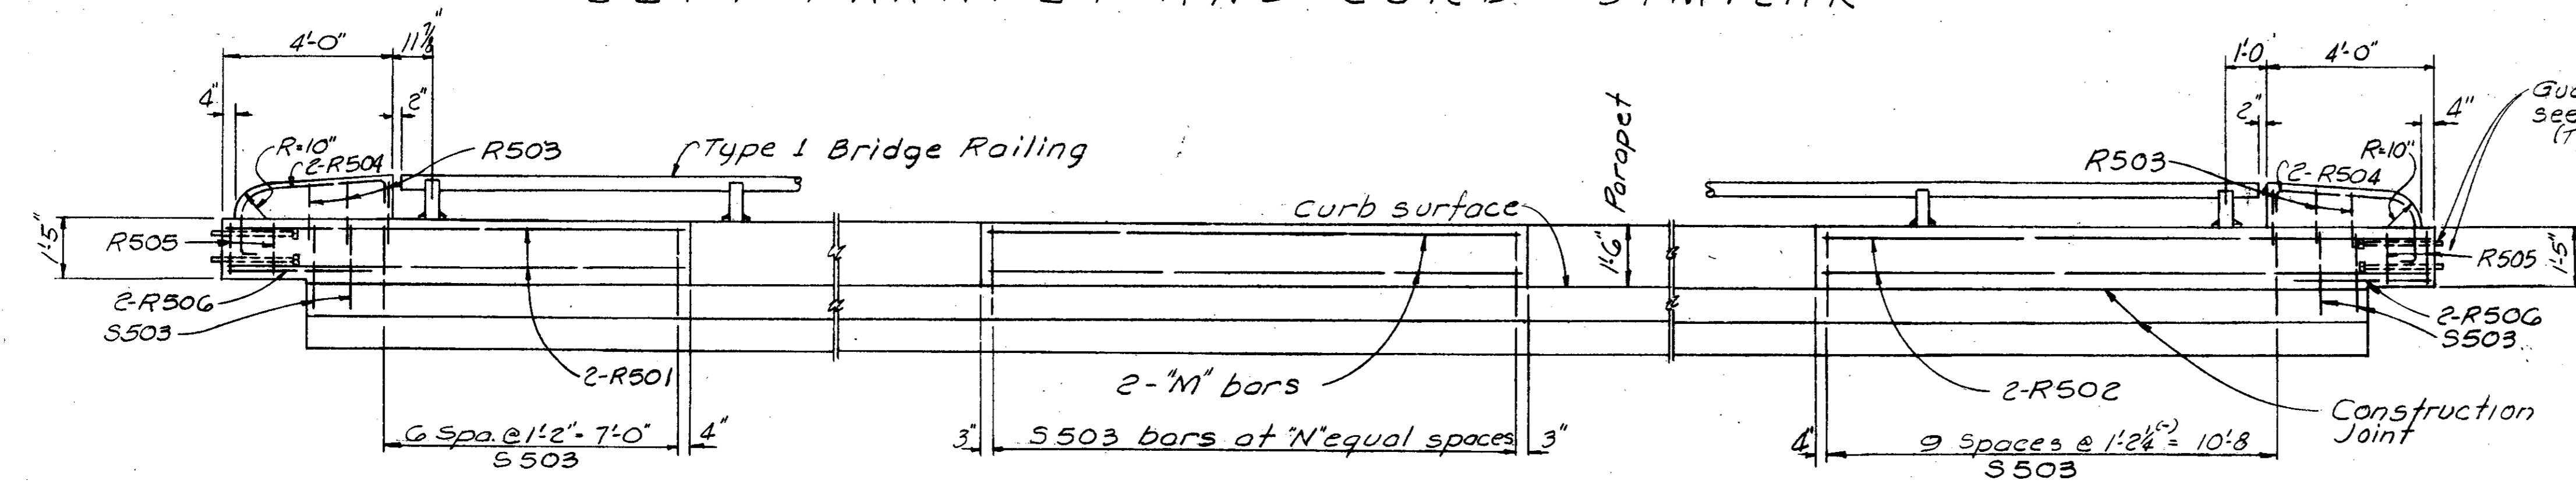 4'-0"
11⅞"
1'-0
4'-0"
4"
2"
2"
4"
see
R=10"
2-R504
R503
Type 1 Bridge Railing
Parapet
R503
2-R504
R=10"
Curb surface
1'-5"
R505
1'-6"
R505
1'-5"
2-R506
S503
2-R506
S503
2-R501
2-"M" bars
2-R502
Construction
Joint
6 Spa. @ 1'-2" = 7'-0"
S503
4"
3"
S503 bars at "N" equal spaces
3"
4"
9 Spaces @ 1'-2¼"(-) = 10'-8
S503